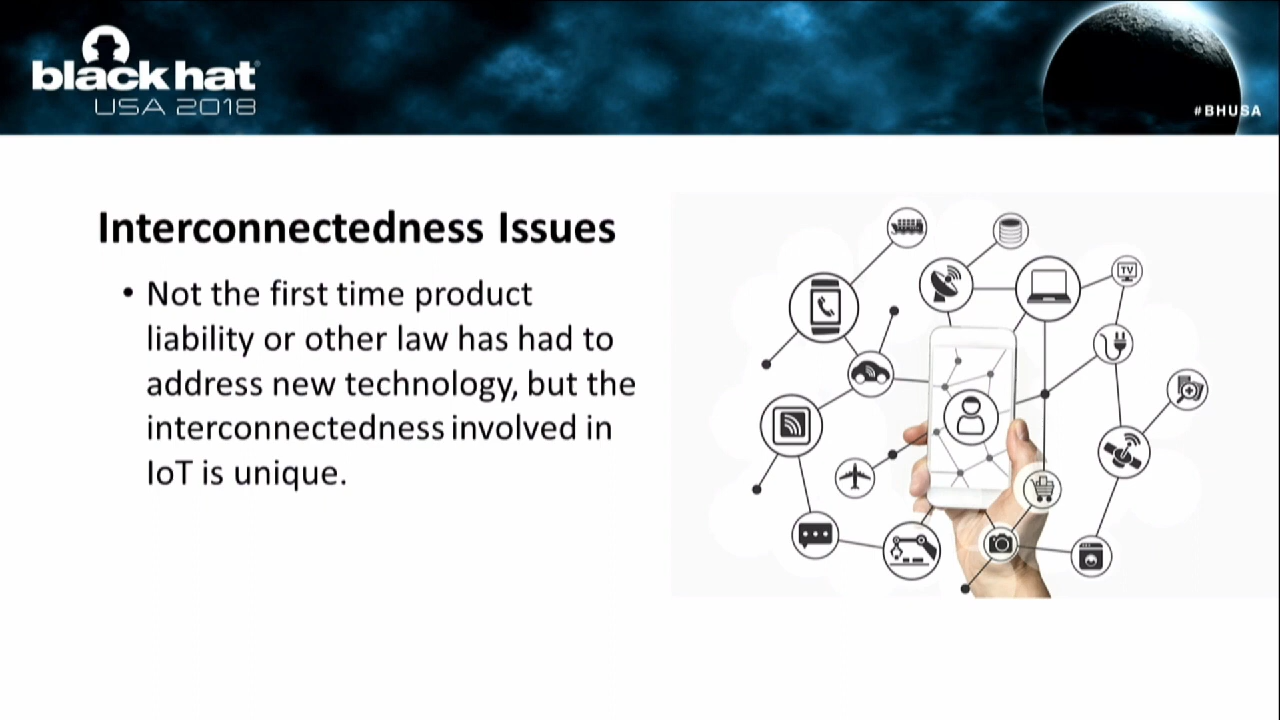 black hat
USA 2018
#BHUSA
Interconnectedness Issues
• Not the first time product
liability or other law has had to
address new technology, but the
interconnectedness involved in
IoT is unique.
TV